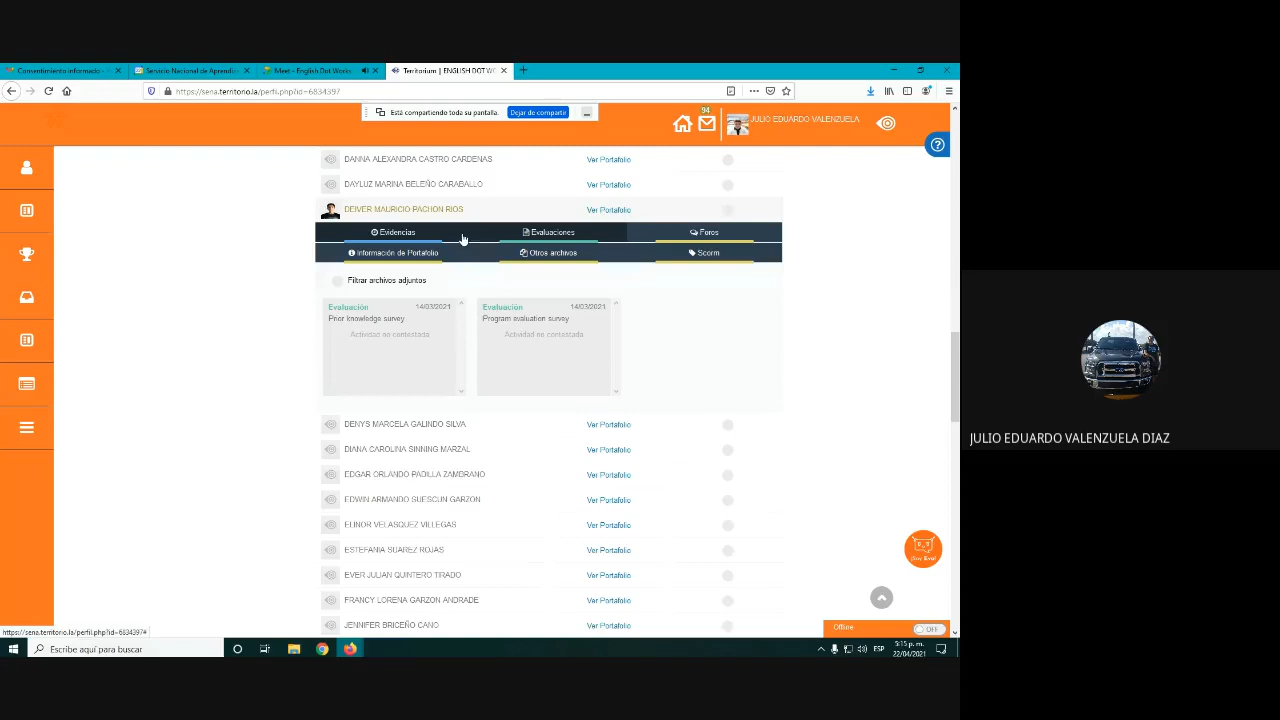 Consentimiento informado -
Servicio Nacional de Aprendiz
Meet - English Dot Works
Territorium | ENGLISH DOT WO
https://sena.territorio.la/perfil.php?id=6834397
Está compartiendo toda su pantalla.
Dejar de compartir
94
JULIO EDUARDO VALENZUELA
DANNA ALEXANDRA CASTRO CARDENAS Ver Portafolio
DAYLUZ MARINA BELEÑO CARABALLO Ver Portafolio
DEIVER MAURICIO PACHON RIOS Ver Portafolio
Evidencias Evaluaciones Foros
Información de Portafolio Otros archivos Scorm
Filtrar archivos adjuntos
Evaluación 14/03/2021 Evaluación 14/03/2021
Prior knowledge survey Program evaluation survey
Actividad no contestada Actividad no contestada
DENYS MARCELA GALINDO SILVA Ver Portafolio
DIANA CAROLINA SINNING MARZAL Ver Portafolio
EDGAR ORLANDO PADILLA ZAMBRANO Ver Portafolio
EDWIN ARMANDO SUESCUN GARZON Ver Portafolio
ELINOR VELASQUEZ VILLEGAS Ver Portafolio
ESTEFANIA SUAREZ ROJAS Ver Portafolio
EVER JULIAN QUINTERO TIRADO Ver Portafolio
FRANCY LORENA GARZON ANDRADE Ver Portafolio
JENNIFER BRICEÑO CANO Ver Portafolio
Offline OFF
https://sena.territorio.la/perfil.php?id=6834397#
Escribe aquí para buscar
ESP
5:15 p. m.
22/04/2021
JULIO EDUARDO VALENZUELA DIAZ